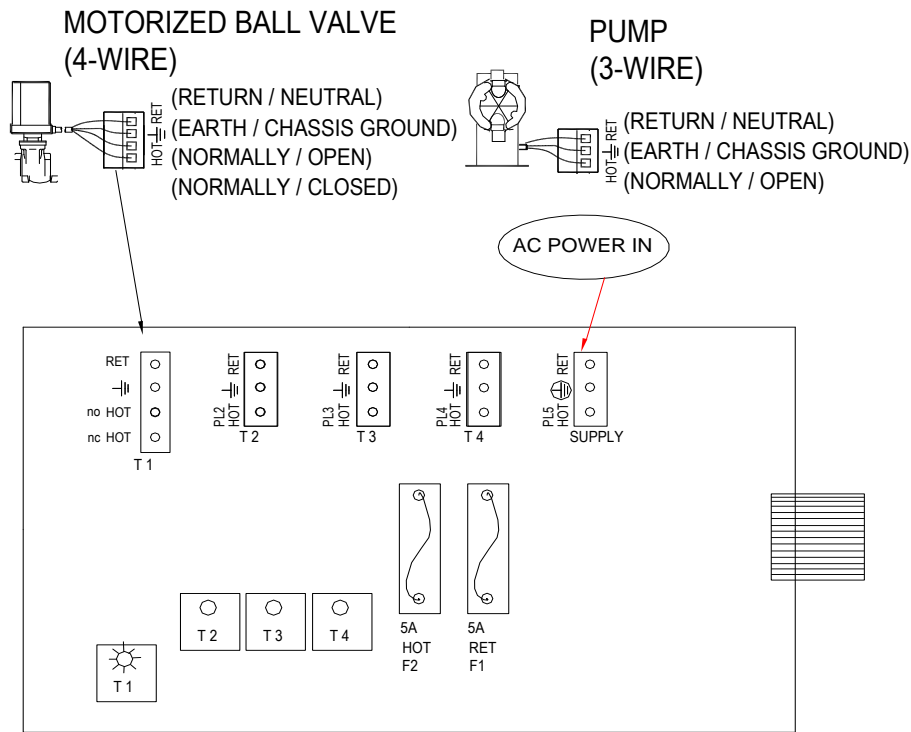 MOTORIZED BALL VALVE
(4-WIRE)
HOT RET
(RETURN / NEUTRAL)
(EARTH / CHASSIS GROUND)
(NORMALLY / OPEN)
(NORMALLY / CLOSED)
PUMP
(3-WIRE)
HOT RET
(RETURN / NEUTRAL)
(EARTH / CHASSIS GROUND)
(NORMALLY / OPEN)
AC POWER IN
RET
no HOT
nc HOT
T 1
PL2
HOT RET
T 2
PL3
HOT RET
T 3
PL4
HOT RET
T 4
PL5
HOT RET
SUPPLY
5A
HOT
F2
5A
RET
F1
T 2
T 3
T 4
T 1